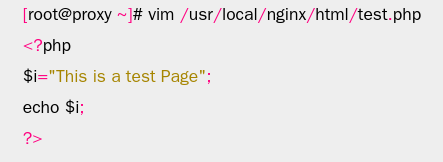 [root@proxy ~]# vim /usr/local/nginx/html/test.php
<?php
$i="This is a test Page";
echo $i;
?>